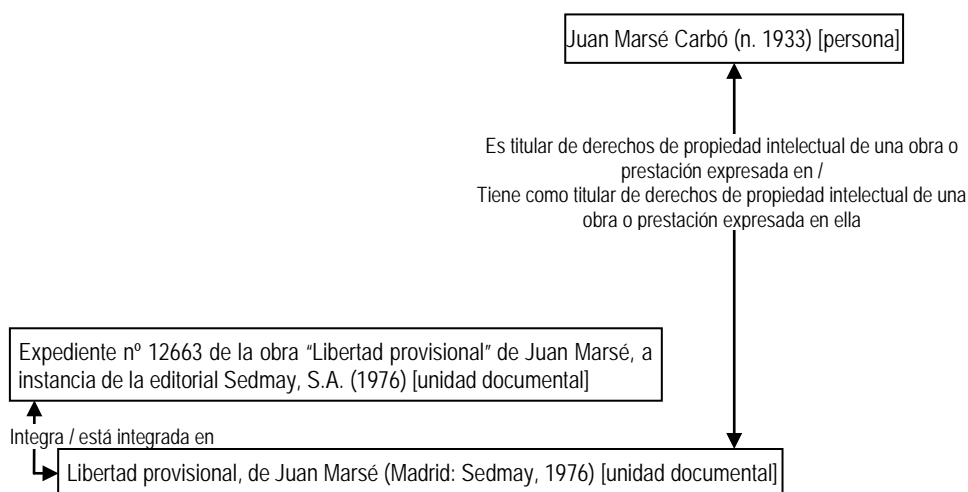 Juan Marsé Carbó (n. 1933) [persona]
Es titular de derechos de propiedad intelectual de una obra o
prestación expresada en /
Tiene como titular de derechos de propiedad intelectual de una
obra o prestación expresada en ella
Expediente nº 12663 de la obra “Libertad provisional” de Juan Marsé, a
instancia de la editorial Sedmay, S.A. (1976) [unidad documental]
Integra / está integrada en
Libertad provisional, de Juan Marsé (Madrid: Sedmay, 1976) [unidad documental]